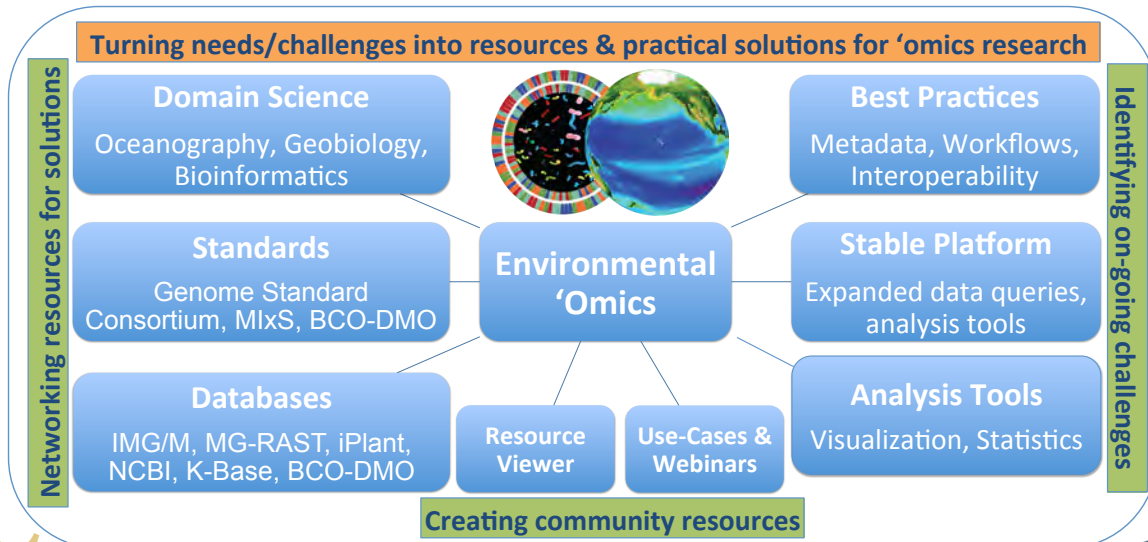 Turning needs/challenges into resources & practical solutions for ‘omics research
Networking resources for solutions
Domain Science
Oceanography, Geobiology,
Bioinformatics
Standards
Genome Standard
Consortium, MIxS, BCO-DMO
Databases
IMG/M, MG-RAST, iPlant,
NCBI, K-Base, BCO-DMO
Environmental
‘Omics
Resource
Viewer
Use-Cases &
Webinars
Best Practices
Metadata, Workflows,
Interoperability
Stable Platform
Expanded data queries,
analysis tools
Analysis Tools
Visualization, Statistics
Identifying on-going challenges
Creating community resources